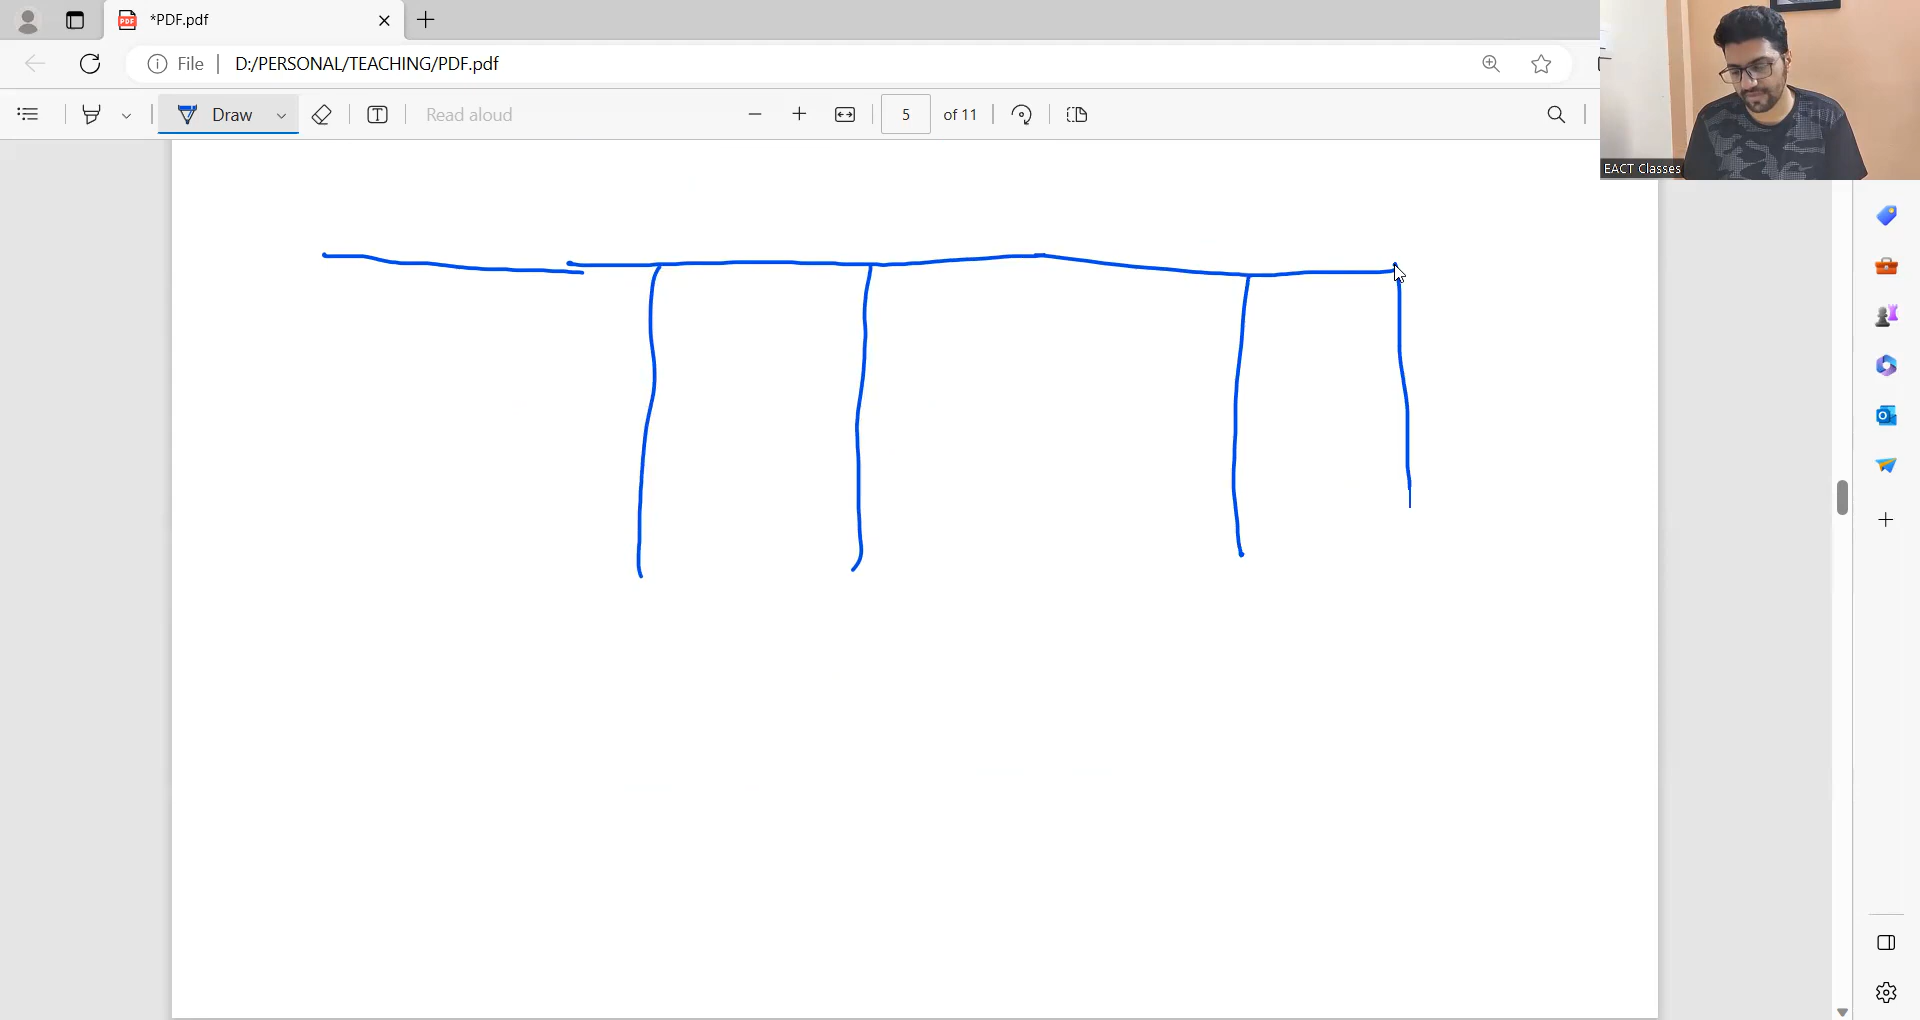 *PDF.pdf
File
D:/PERSONAL/TEACHING/PDF.pdf
Draw
T
Read aloud
5
of 11
EACT Classes